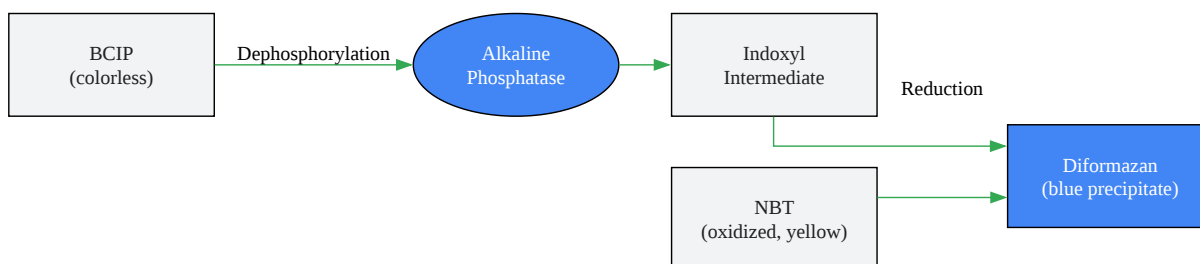 BCIP
(colorless)
Dephosphorylation
Alkaline
Phosphatase
Indoxyl
Intermediate
Reduction
Diformazan
(blue precipitate)
NBT
(oxidized, yellow)